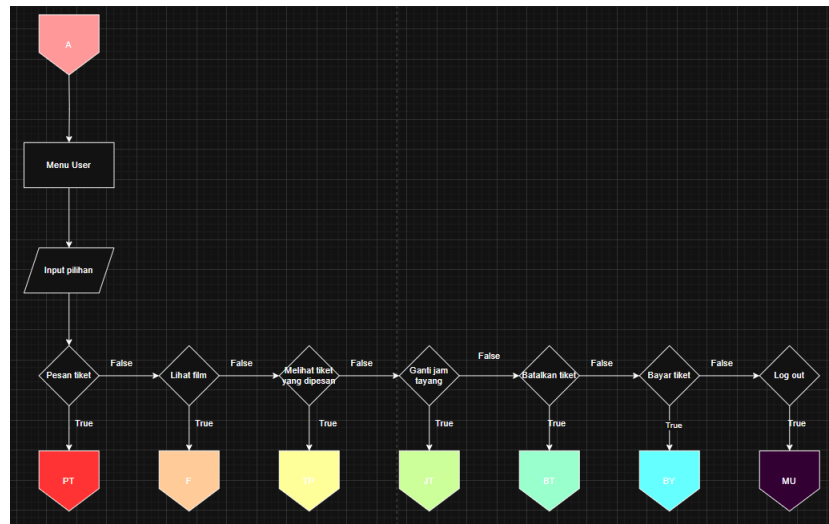 A
Menu User
Input pilihan
Pesan tiket
False
Lihat film
False
Melihat tiket
yang dipesan
False
Ganti jam
tayang
False
Batalkan tiket
False
Bayar tiket
False
Log out
True
True
True
True
True
True
True
PT
F
JT
BT
BY
MU